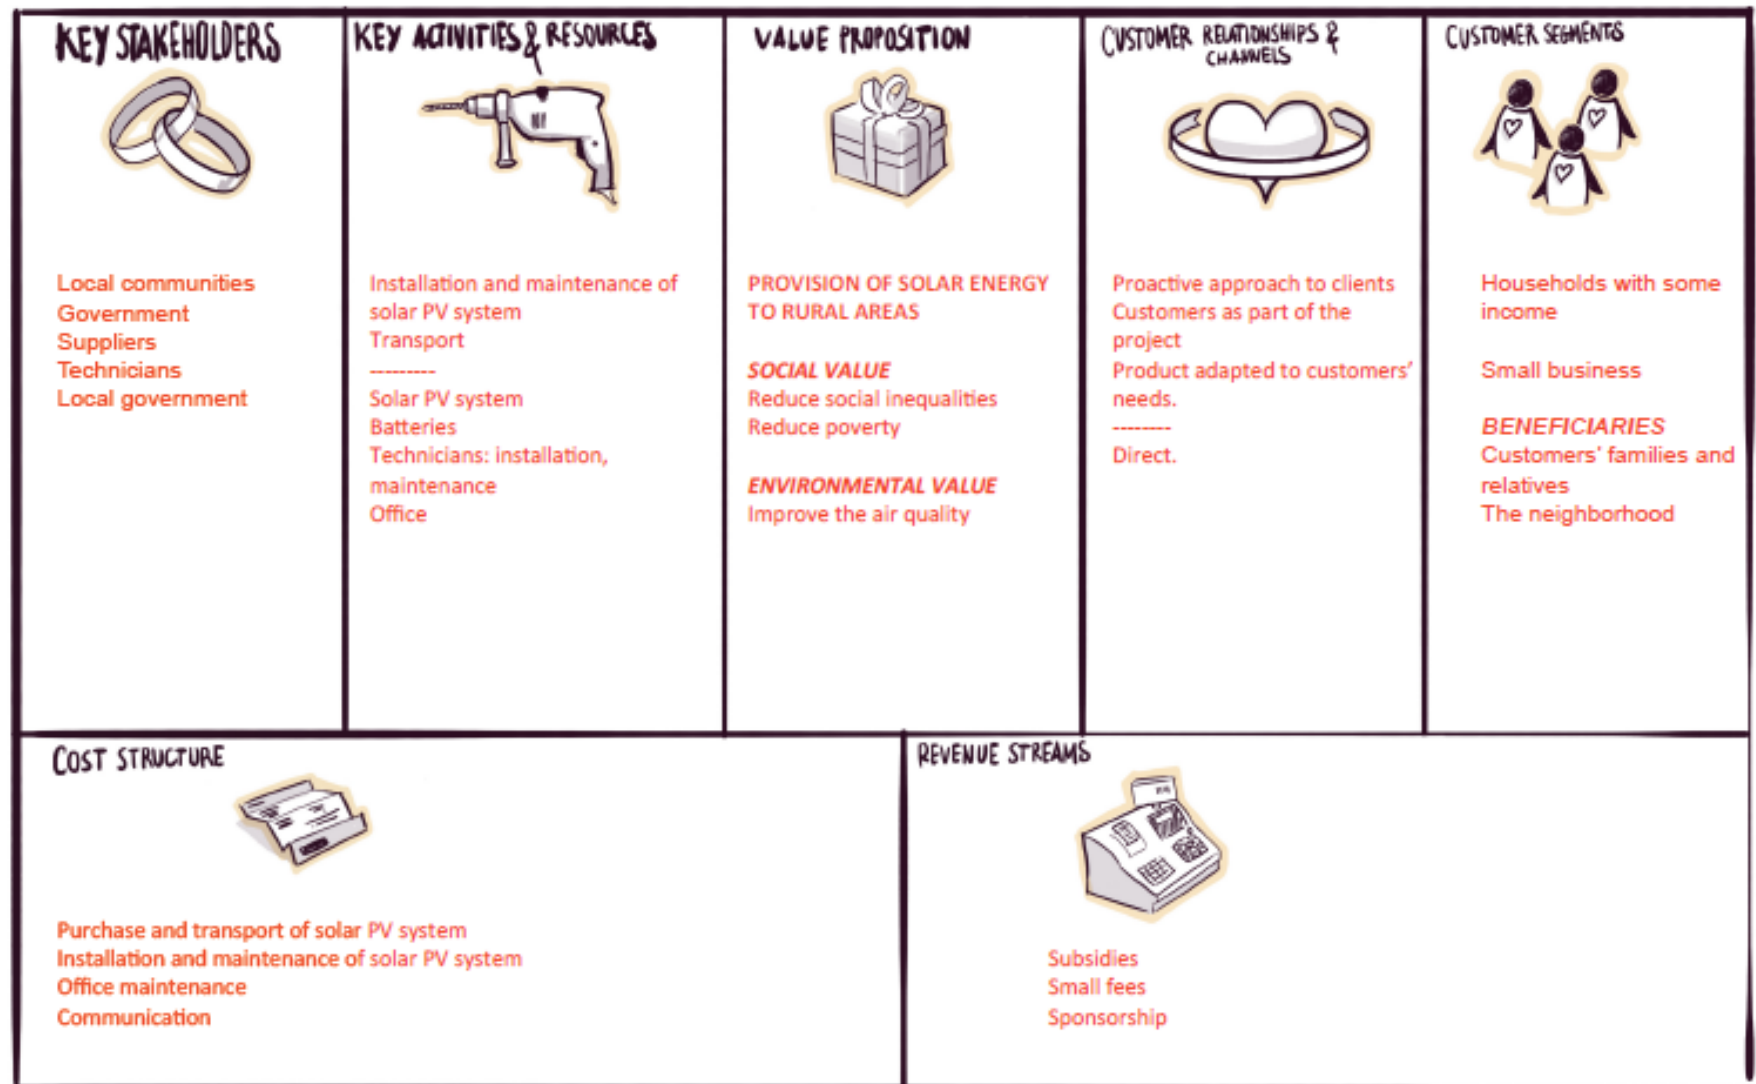 KEY STAKEHOLDERS
Local communities
Government
Suppliers
Technicians
Local government
KEY ACTIVITIES & RESOURCES
Installation and maintenance of
solar PV system
Transport
---------
Solar PV system
Batteries
Technicians: installation,
maintenance
Office
VALUE PROPOSITION
PROVISION OF SOLAR ENERGY
TO RURAL AREAS
SOCIAL VALUE
Reduce social inequalities
Reduce poverty
ENVIRONMENTAL VALUE
Improve the air quality
CUSTOMER RELATIONSHIPS &
CHANNELS
Proactive approach to clients
Customers as part of the
project
Product adapted to customers’
needs.
--------
Direct.
CUSTOMER SEGMENTS
Households with some
income
Small business
BENEFICIARIES
Customers’ families and
relatives
The neighborhood
COST STRUCTURE
Purchase and transport of solar PV system
Installation and maintenance of solar PV system
Office maintenance
Communication
REVENUE STREAMS
Subsidies
Small fees
Sponsorship